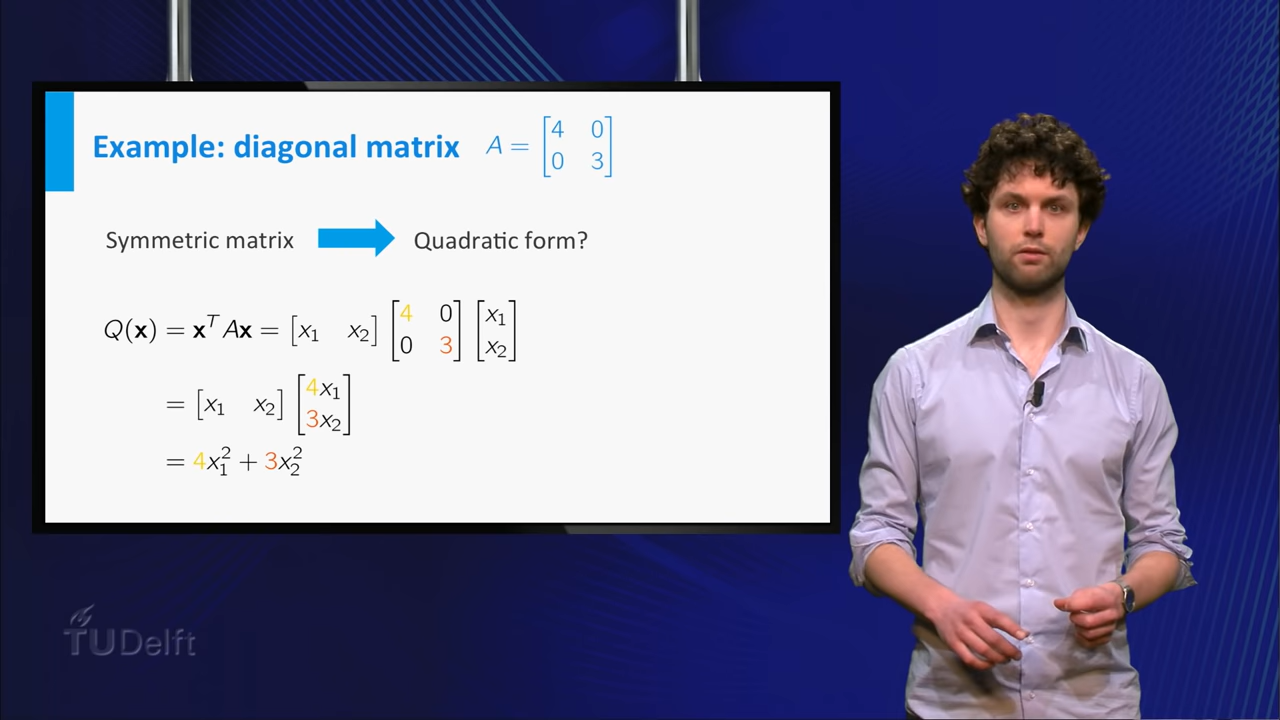 Example: diagonal matrix A = [4 0; 0 3]
Symmetric matrix Quadratic form?
Q(x) = xᵀAx = [x₁ x₂] [4 0; 0 3] [x₁; x₂]
= [x₁ x₂] [4x₁; 3x₂]
= 4x₁² + 3x₂²
TUDelft